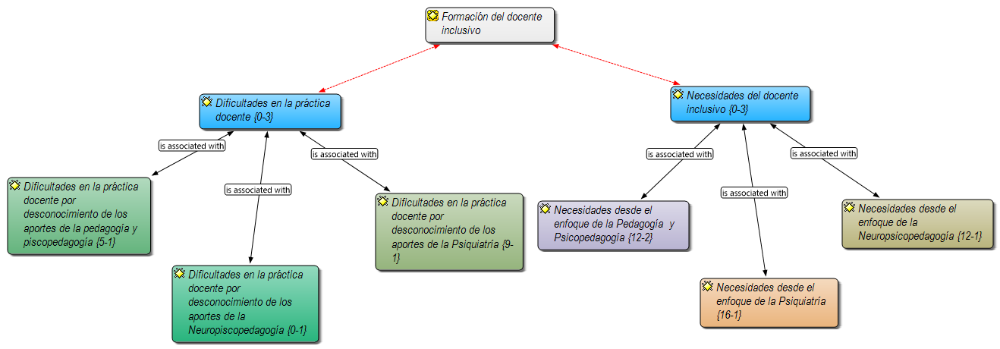 Formación del docente
inclusivo
Dificultades en la práctica
docente {0-3}
Necesidades del docente
inclusivo {0-3}
is associated with
is associated with
is associated with
is associated with
is associated with
is associated with
Dificultades en la práctica
docente por
desconocimiento de los
aportes de la pedagogía y
piscopedagogía {5-1}
Dificultades en la práctica
docente por
desconocimiento de los
aportes de la Psiquiatría {9-
1}
Necesidades desde el
enfoque de la Pedagogía y
Psicopedagogía {12-2}
Necesidades desde el
enfoque de la
Neuropsicopedagogía {12-1}
Dificultades en la práctica
docente por
desconocimiento de los
aportes de la
Neuropiscopedagogía {0-1}
Necesidades desde el
enfoque de la Psiquiatría
{16-1}